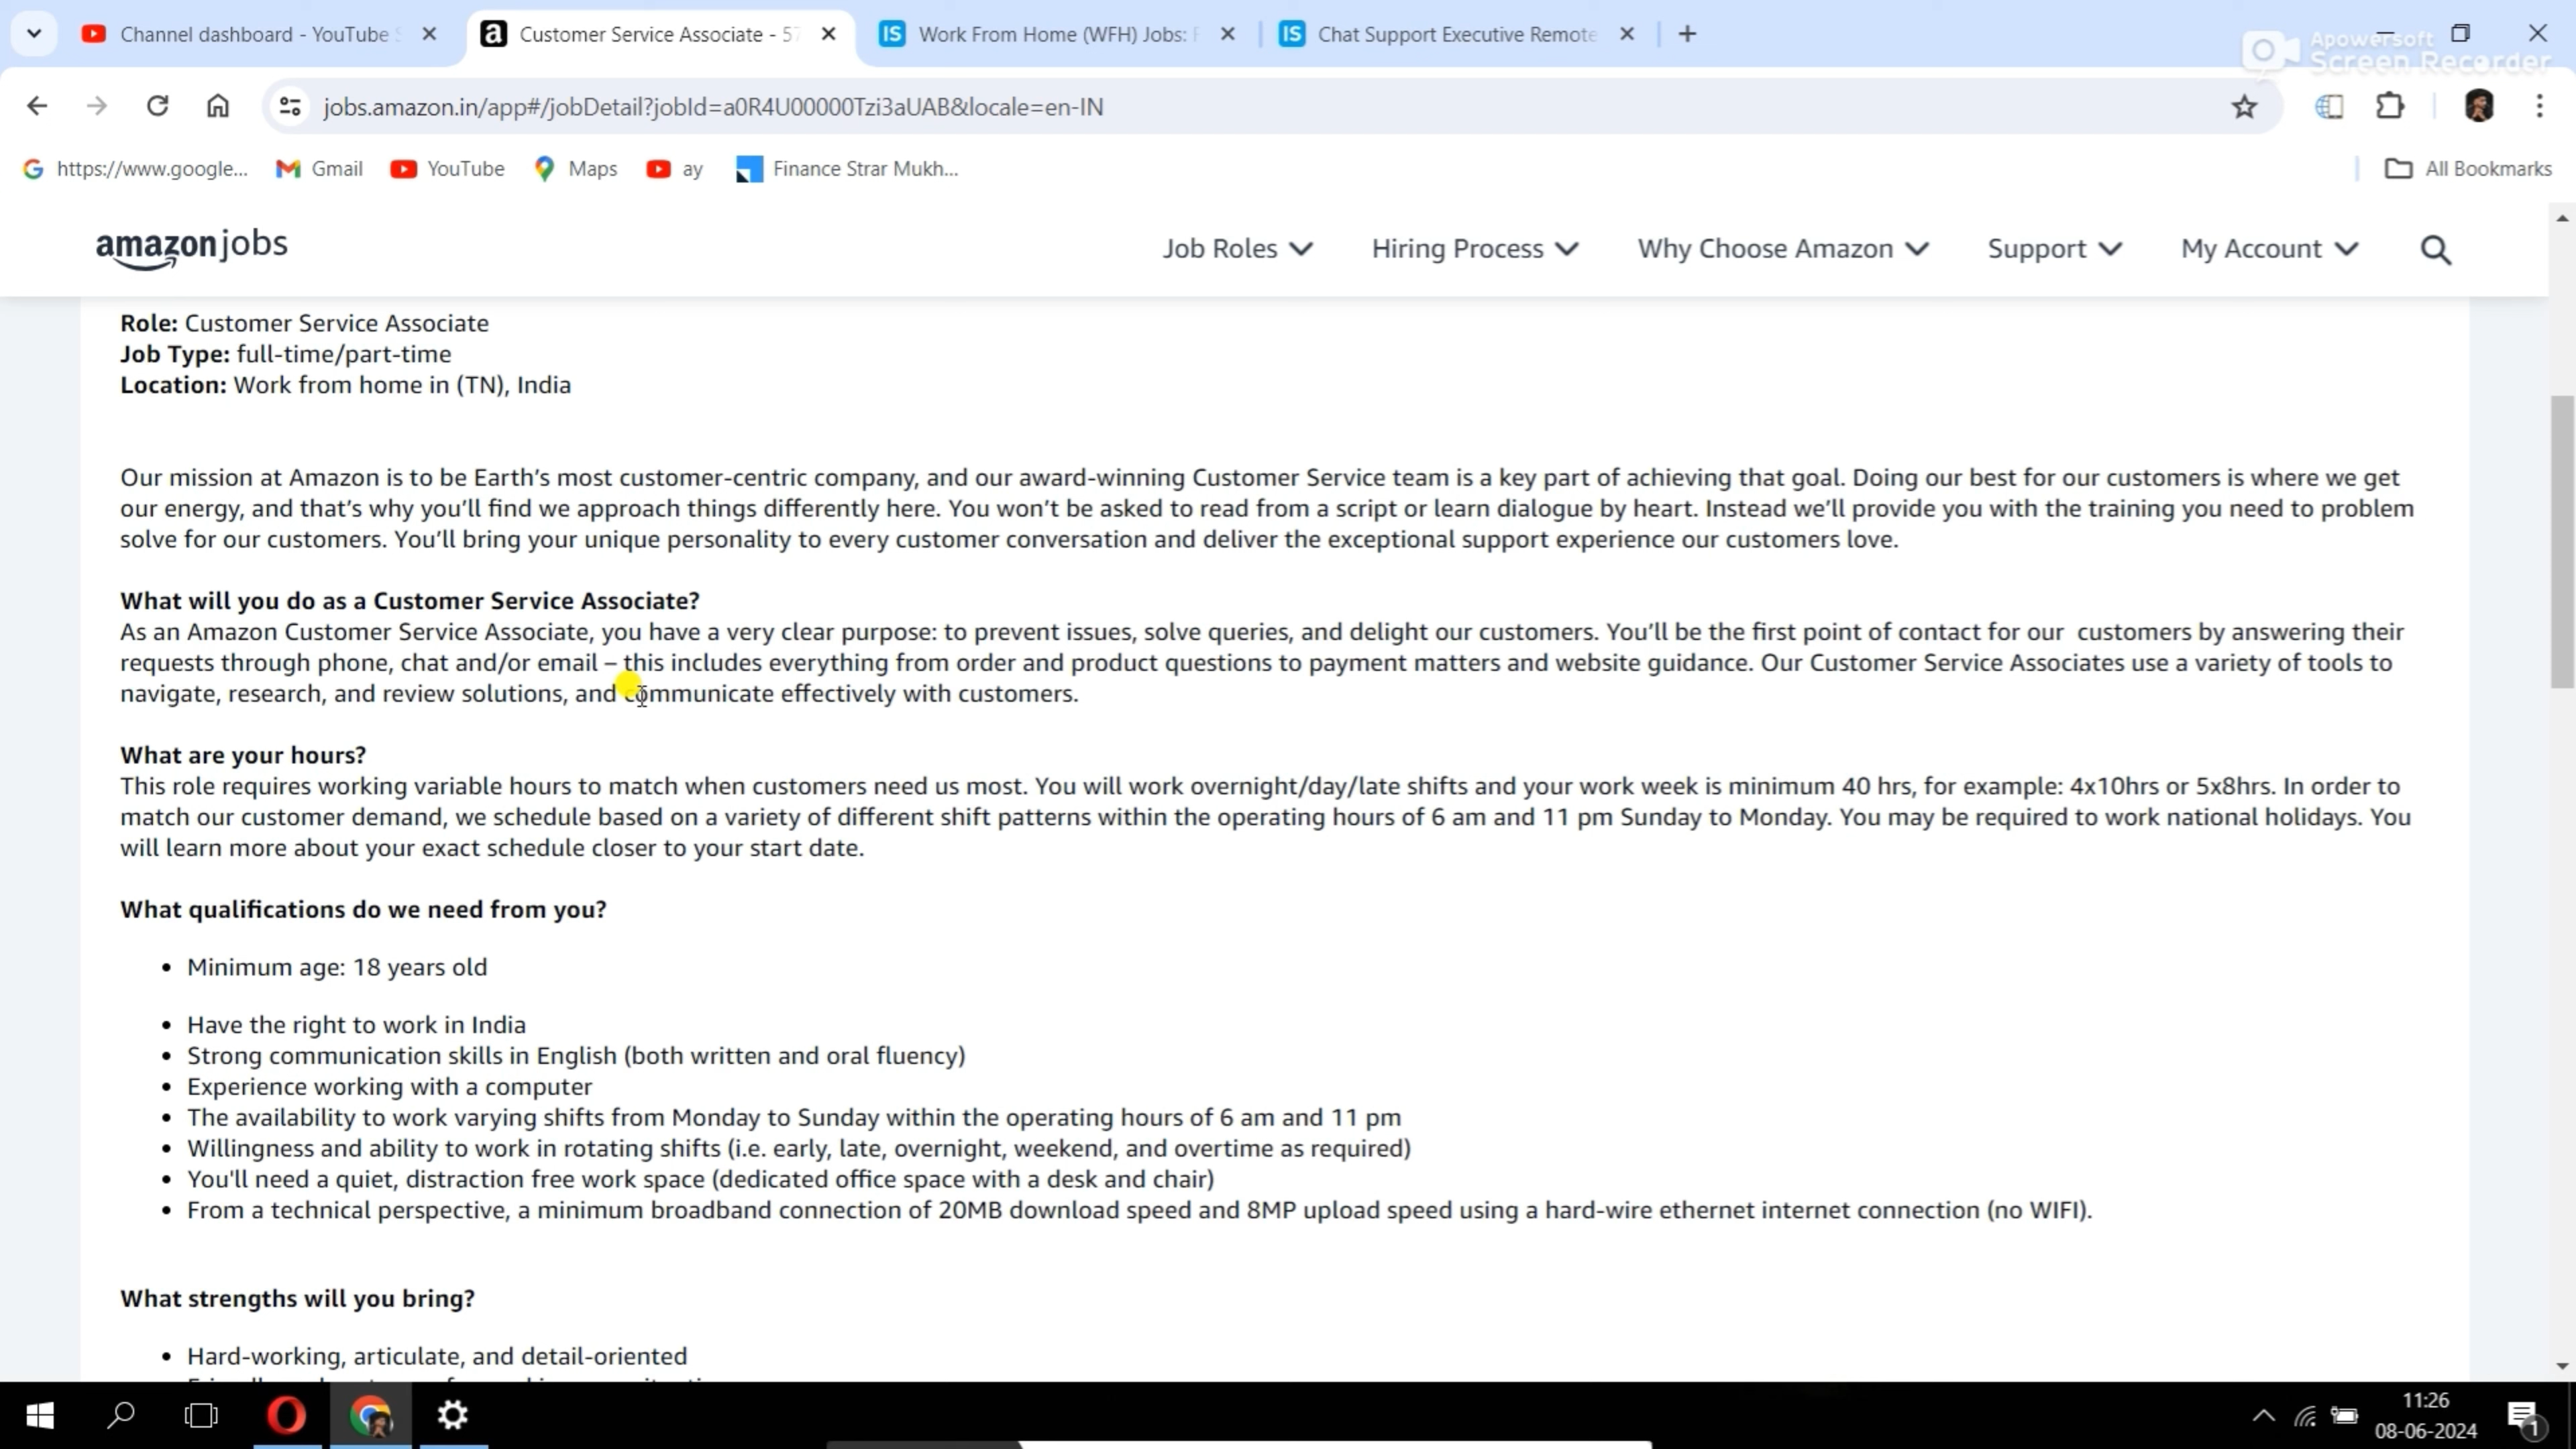 Channel dashboard - YouTube S
Customer Service Associate - 57
Work From Home (WFH) Jobs: F
Chat Support Executive Remote
Apowersoft
Screen Recorder
jobs.amazon.in/app#/jobDetail?jobId=a0R4U00000Tzi3aUAB&locale=en-IN
https://www.google...
Gmail
YouTube
Maps
ay
Finance Strar Mukh...
All Bookmarks
amazon jobs
Job Roles
Hiring Process
Why Choose Amazon
Support
My Account
Role: Customer Service Associate
Job Type: full-time/part-time
Location: Work from home in (TN), India
Our mission at Amazon is to be Earth’s most customer-centric company, and our award-winning Customer Service team is a key part of achieving that goal. Doing our best for our customers is where we get
our energy, and that’s why you’ll find we approach things differently here. You won’t be asked to read from a script or learn dialogue by heart. Instead we’ll provide you with the training you need to problem
solve for our customers. You’ll bring your unique personality to every customer conversation and deliver the exceptional support experience our customers love.
What will you do as a Customer Service Associate?
As an Amazon Customer Service Associate, you have a very clear purpose: to prevent issues, solve queries, and delight our customers. You’ll be the first point of contact for our customers by answering their
requests through phone, chat and/or email – this includes everything from order and product questions to payment matters and website guidance. Our Customer Service Associates use a variety of tools to
navigate, research, and review solutions, and communicate effectively with customers.
What are your hours?
This role requires working variable hours to match when customers need us most. You will work overnight/day/late shifts and your work week is minimum 40 hrs, for example: 4x10hrs or 5x8hrs. In order to
match our customer demand, we schedule based on a variety of different shift patterns within the operating hours of 6 am and 11 pm Sunday to Monday. You may be required to work national holidays. You
will learn more about your exact schedule closer to your start date.
What qualifications do we need from you?
• Minimum age: 18 years old
• Have the right to work in India
• Strong communication skills in English (both written and oral fluency)
• Experience working with a computer
• The availability to work varying shifts from Monday to Sunday within the operating hours of 6 am and 11 pm
• Willingness and ability to work in rotating shifts (i.e. early, late, overnight, weekend, and overtime as required)
• You'll need a quiet, distraction free work space (dedicated office space with a desk and chair)
• From a technical perspective, a minimum broadband connection of 20MB download speed and 8MP upload speed using a hard-wire ethernet internet connection (no WIFI).
What strengths will you bring?
• Hard-working, articulate, and detail-oriented
11:26
08-06-2024
1